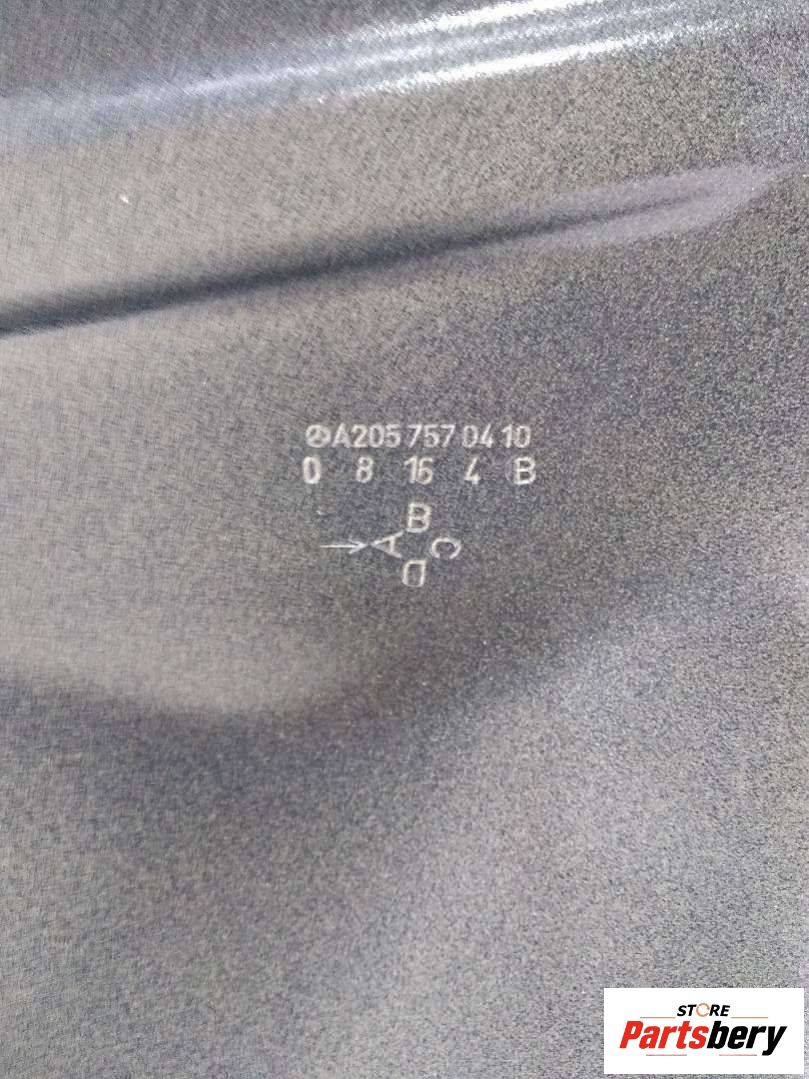 A205 757 04 10
0 8 16 4 B
B
A C
D
STORE
Partsbery